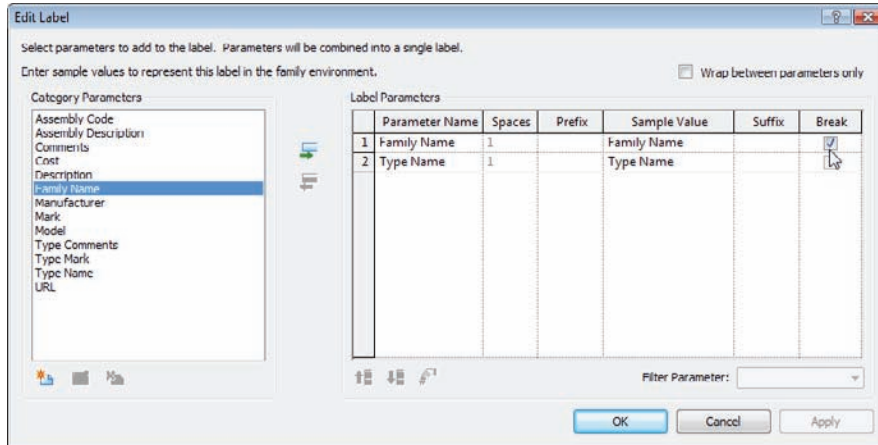 Edit Label
Select parameters to add to the label. Parameters will be combined into a single label.
Enter sample values to represent this label in the family environment.
Wrap between parameters only
Category Parameters
Assembly Code
Assembly Description
Comments
Cost
Description
Family Name
Manufacturer
Mark
Model
Type Comments
Type Mark
Type Name
URL
Label Parameters
Parameter Name Spaces Prefix Sample Value Suffix Break
1 Family Name 1 Family Name
2 Type Name 1 Type Name
Filter Parameter:
OK Cancel Apply